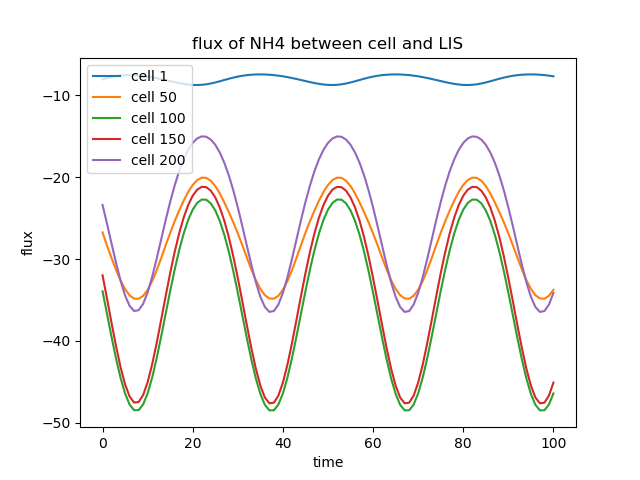 flux of NH4 between cell and LIS
cell 1
cell 50
cell 100
cell 150
cell 200
−10
−20
−30
−40
−50
flux
0 20 40 60 80 100
time